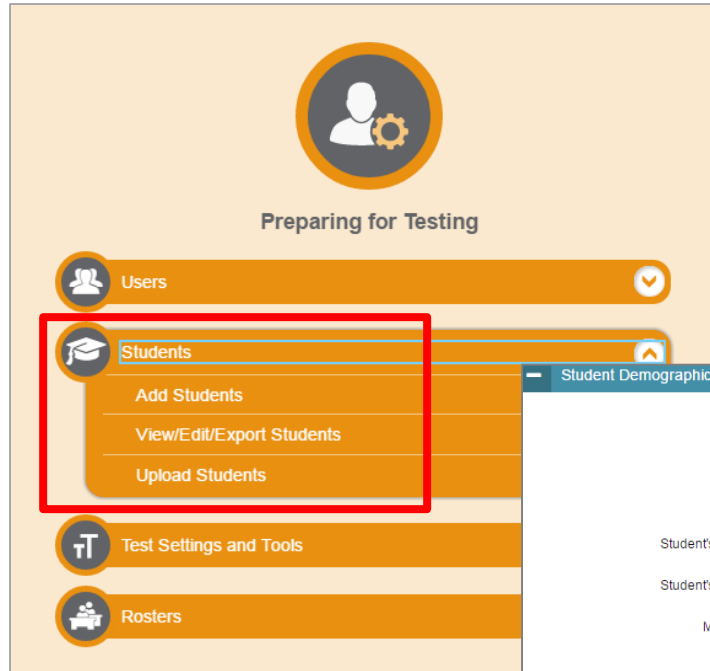 Preparing for Testing
Users
Students
Add Students
View/Edit/Export Students
Upload Students
Test Settings and Tools
Rosters
Student Demographic
Student's
Student's
M